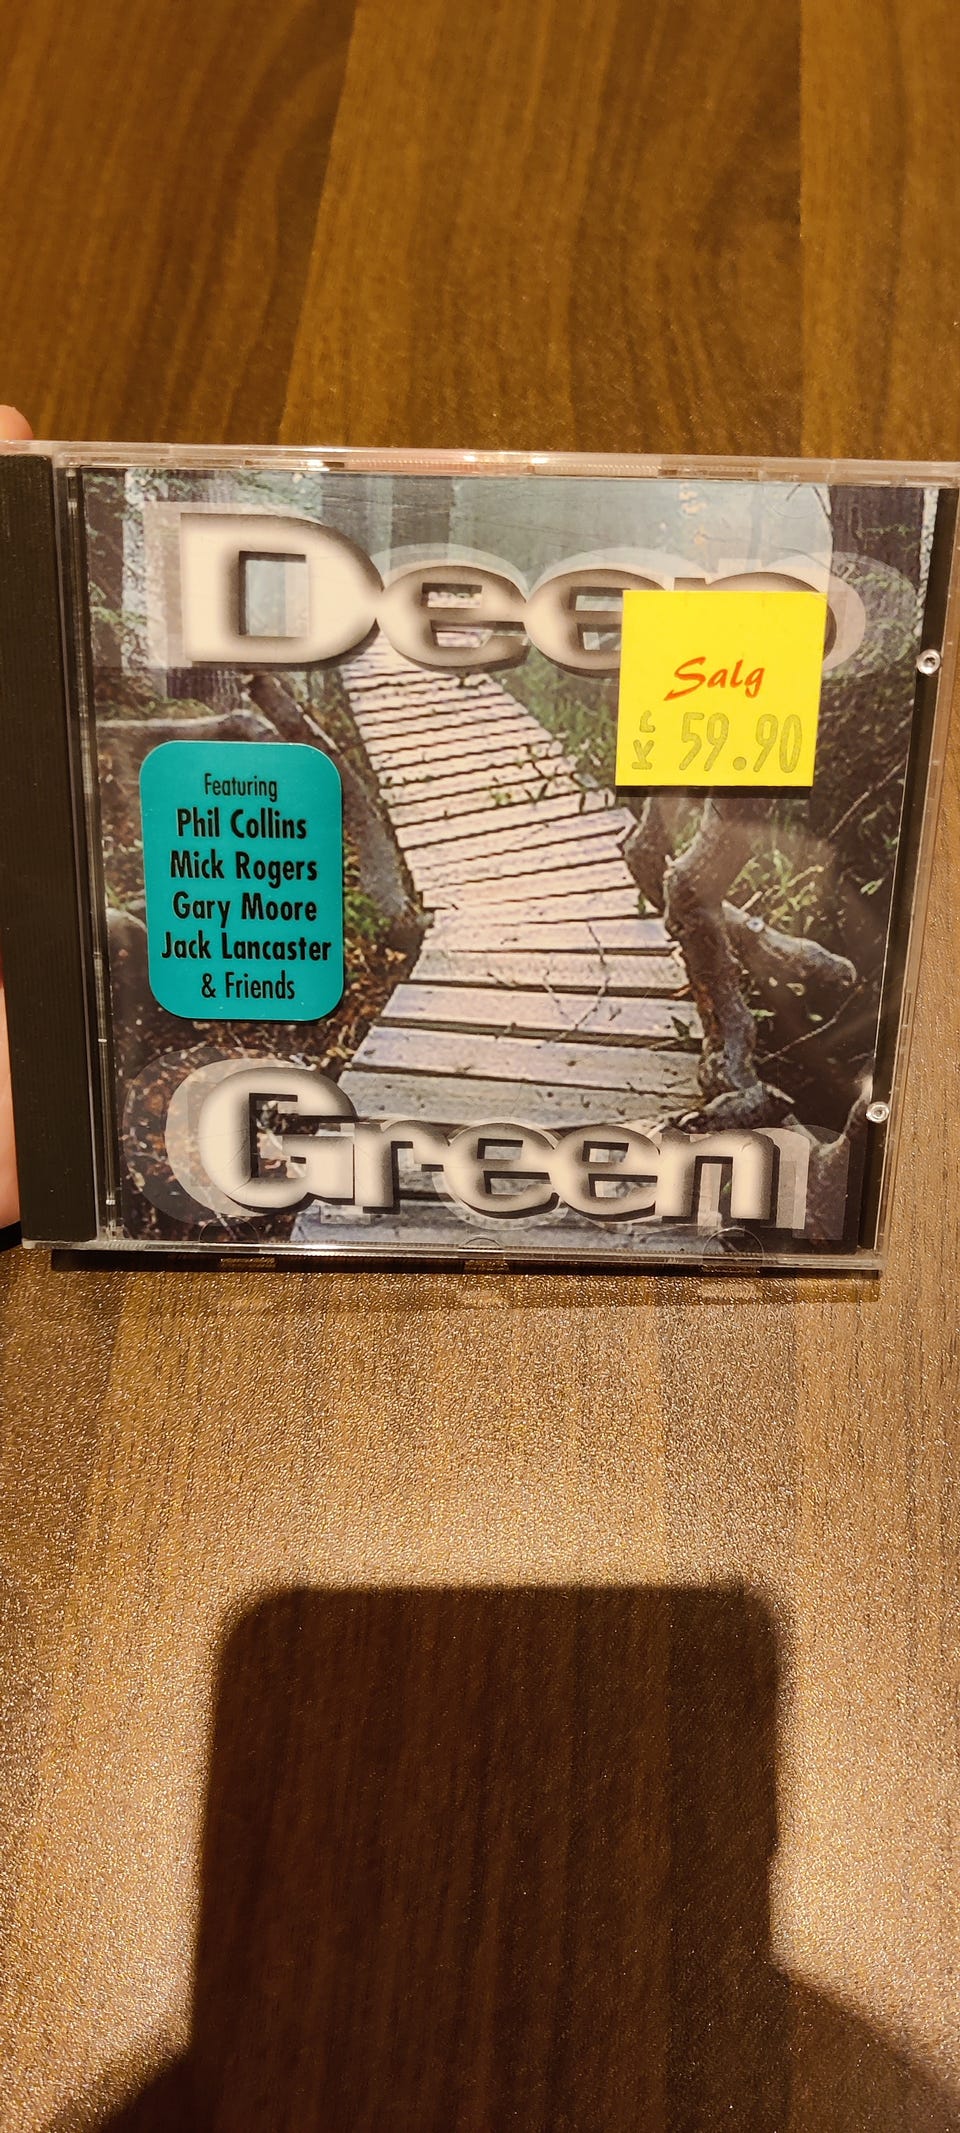 Deep
Salg
59.90
Featuring
Phil Collins
Mick Rogers
Gary Moore
Jack Lancaster
& Friends
Green